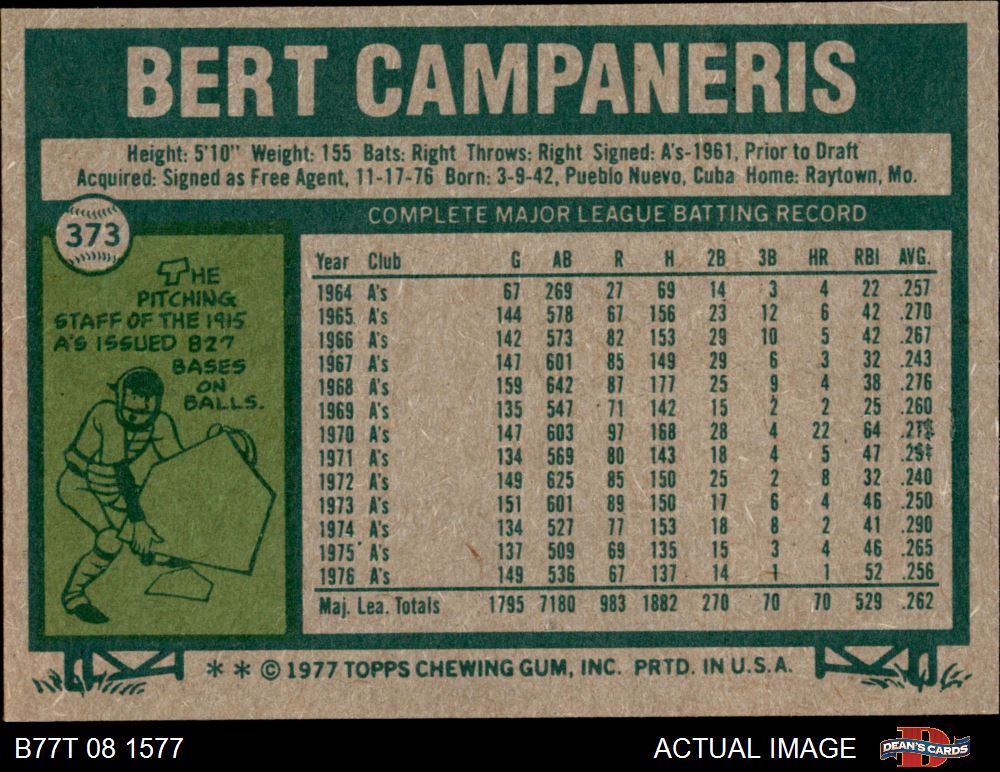 BERT CAMPANERIS
Height: 5'10" Weight: 155 Bats: Right Throws: Right Signed: A's-1961, Prior to Draft
Acquired: Signed as Free Agent, 11-17-76 Born: 3-9-42, Pueblo Nuevo, Cuba Home: Raytown, Mo.
373
THE
PITCHING
STAFF OF THE 1915
A'S ISSUED 827
BASES
ON
BALLS.
COMPLETE MAJOR LEAGUE BATTING RECORD
Year Club G AB R H 2B 3B HR RBI AVG.
1964 A's 67 269 27 69 14 3 4 22 .257
1965 A's 144 578 67 156 23 12 6 42 .270
1966 A's 142 573 82 153 29 10 5 42 .267
1967 A's 147 601 85 149 29 6 3 32 .243
1968 A's 159 642 87 177 25 9 4 38 .276
1969 A's 135 547 71 142 15 2 2 25 .260
1970 A's 147 603 97 168 28 4 22 64
1971 A's 134 569 80 143 18 4 5 47
1972 A's 149 625 85 150 25 2 8 32 .240
1973 A's 151 601 89 150 17 6 4 46 .250
1974 A's 134 527 77 153 18 8 2 41 .290
1975 A's 137 509 69 135 15 3 4 46 .265
1976 A's 149 536 67 137 14 1 1 52 .256
Maj. Lea. Totals 1795 7180 983 1882 270 70 70 529 .262
** © 1977 TOPPS CHEWING GUM, INC. PRTD. IN U.S.A.
B77T 08 1577
ACTUAL IMAGE
D
DEAN'S CARDS